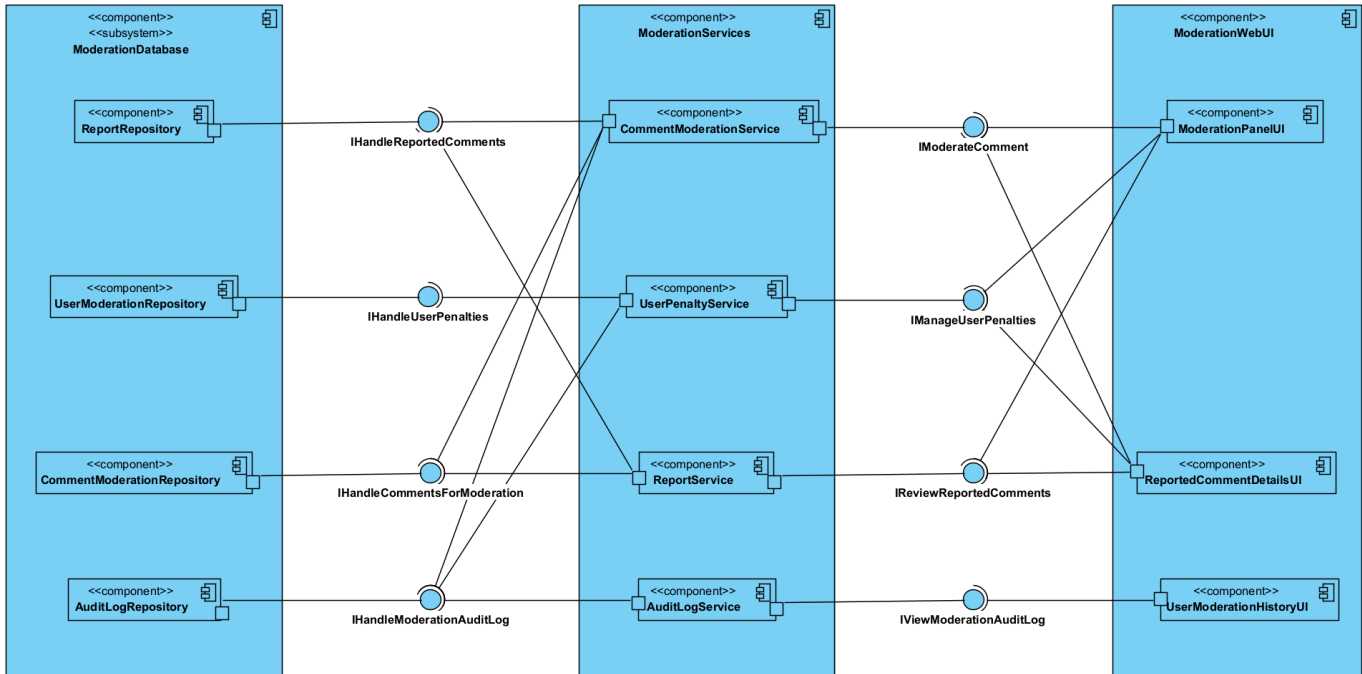 <<component>>
<<subsystem>>
ModerationDatabase
<<component>>
ModerationServices
<<component>>
ModerationWebUI
<<component>>
ReportRepository
IHandleReportedComments
<<component>>
CommentModerationService
IModerateComment
<<component>>
ModerationPanelUI
<<component>>
UserModerationRepository
IHandleUserPenalties
<<component>>
UserPenaltyService
IManageUserPenalties
<<component>>
CommentModerationRepository
IHandleCommentsForModeration
<<component>>
ReportService
IReviewReportedComments
<<component>>
ReportedCommentDetailsUI
<<component>>
AuditLogRepository
IHandleModerationAuditLog
<<component>>
AuditLogService
IViewModerationAuditLog
<<component>>
UserModerationHistoryUI